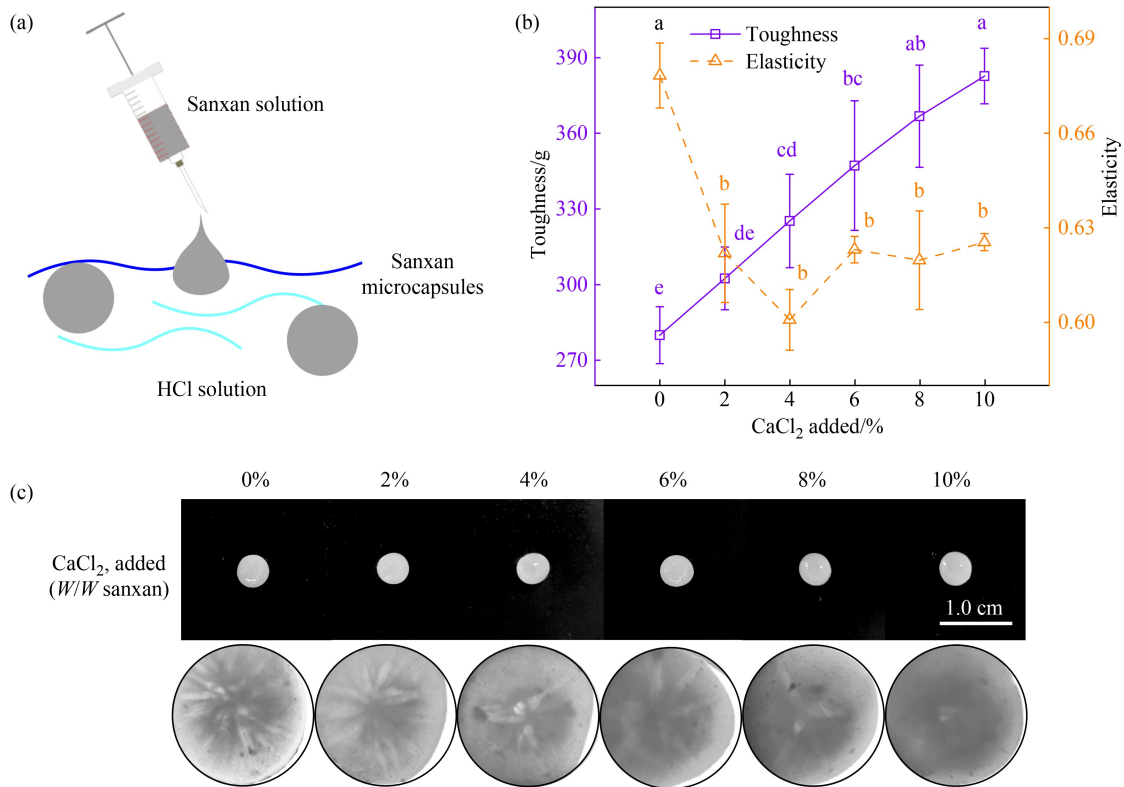 (a)
Sanxan solution
Sanxan
microcapsules
HCl solution
(b)
Toughness
Elasticity
Toughness/g
390
360
330
300
270
a
ab
bc
cd
de
e
a
b
b
b
b
b
0.69
0.66
0.63
0.60
Elasticity
0 2 4 6 8 10
CaCl₂ added/%
(c)
0% 2% 4% 6% 8% 10%
CaCl₂, added
(W/W sanxan)
1.0 cm